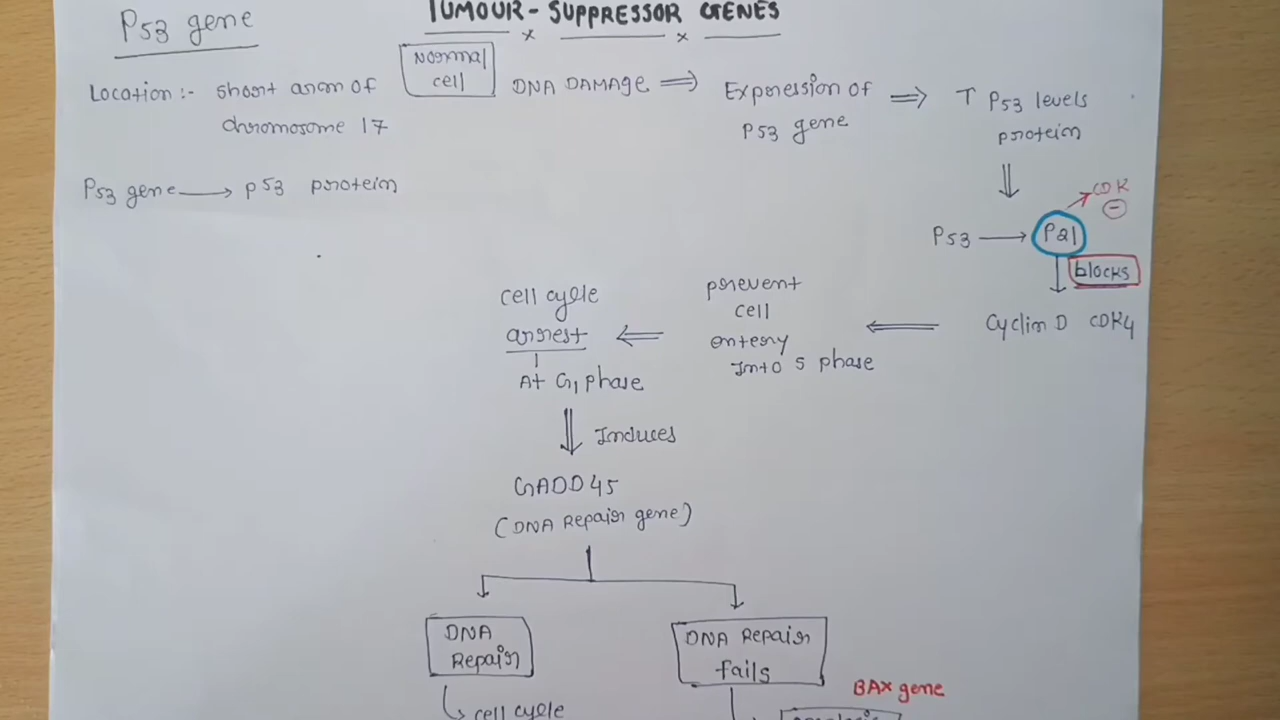 P53 gene
TUMOUR - SUPPRESSOR GENES
Location :- Short arm of
chromosome 17
P53 gene → p53 protein
Normal
cell
DNA DAMAGE ⇒
Expression of
P53 gene
⇒ ↑ P53 levels
protein
P53 → P21
CDK
⊖
blocks
Cyclin D CDK4
prevent
cell
entery
Into S phase
cell cycle
arrest
At G1 phase
Induces
GADD45
(DNA Repair gene)
DNA
Repair
cell cycle
DNA Repair
fails
BAX gene